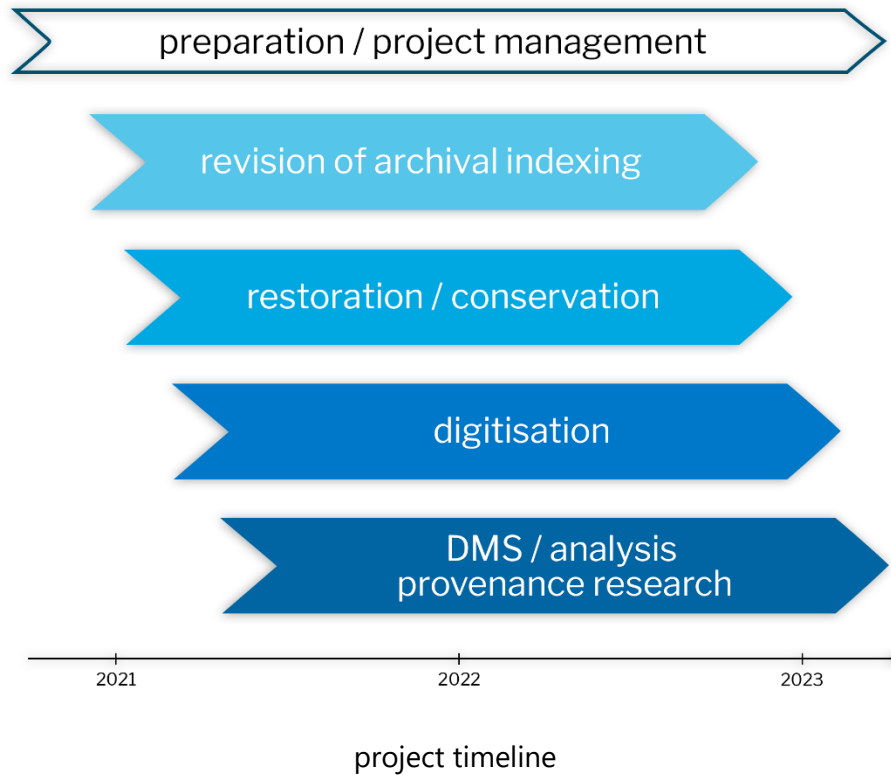 preparation / project management
revision of archival indexing
restoration / conservation
digitisation
DMS / analysis
provenance research
2021
2022
2023
project timeline